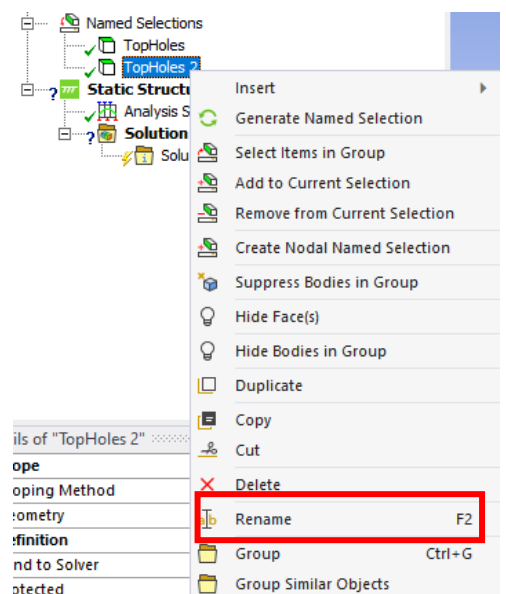 Named Selections
TopHoles
TopHoles 2
Static Structu
Analysis S
Solution
Solu
Insert
Generate Named Selection
Select Items in Group
Add to Current Selection
Remove from Current Selection
Create Nodal Named Selection
Suppress Bodies in Group
Hide Face(s)
Hide Bodies in Group
Duplicate
Copy
Cut
Delete
Rename F2
Group Ctrl+G
Group Similar Objects
ils of "TopHoles 2"
ope
oping Method
eometry
efinition
nd to Solver
otected